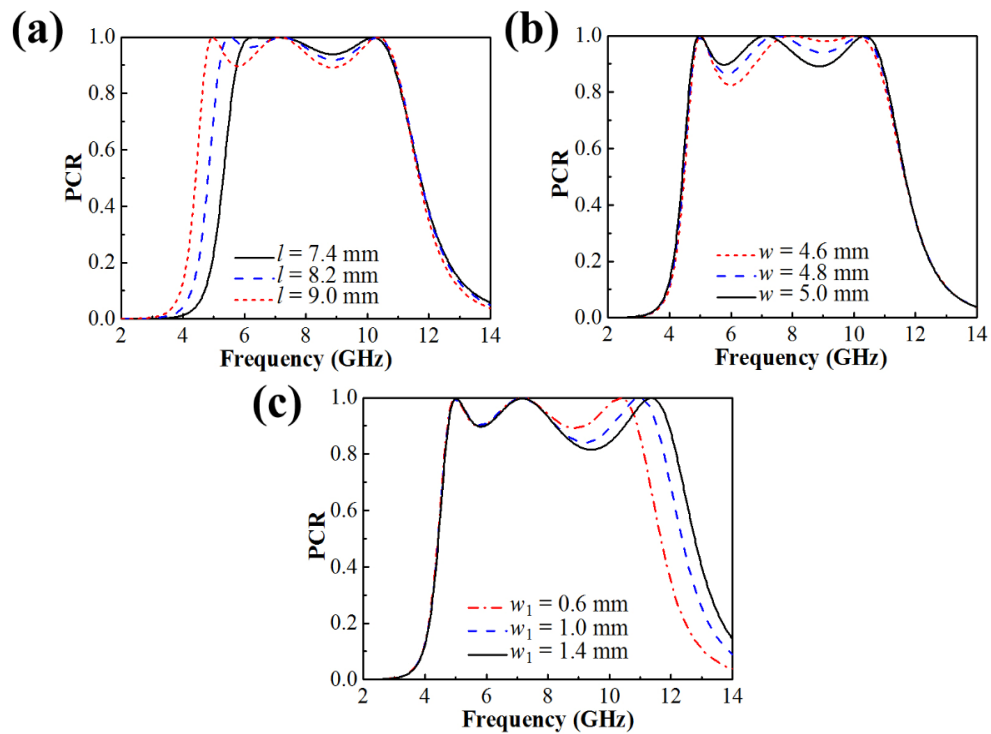 (a)
1.0
0.8
0.6
0.4
0.2
0.0
PCR
l = 7.4 mm
l = 8.2 mm
l = 9.0 mm
2 4 6 8 10 12 14
Frequency (GHz)
(b)
1.0
0.8
0.6
0.4
0.2
0.0
PCR
w = 4.6 mm
w = 4.8 mm
w = 5.0 mm
2 4 6 8 10 12 14
Frequency (GHz)
(c)
1.0
0.8
0.6
0.4
0.2
0.0
PCR
w₁ = 0.6 mm
w₁ = 1.0 mm
w₁ = 1.4 mm
2 4 6 8 10 12 14
Frequency (GHz)